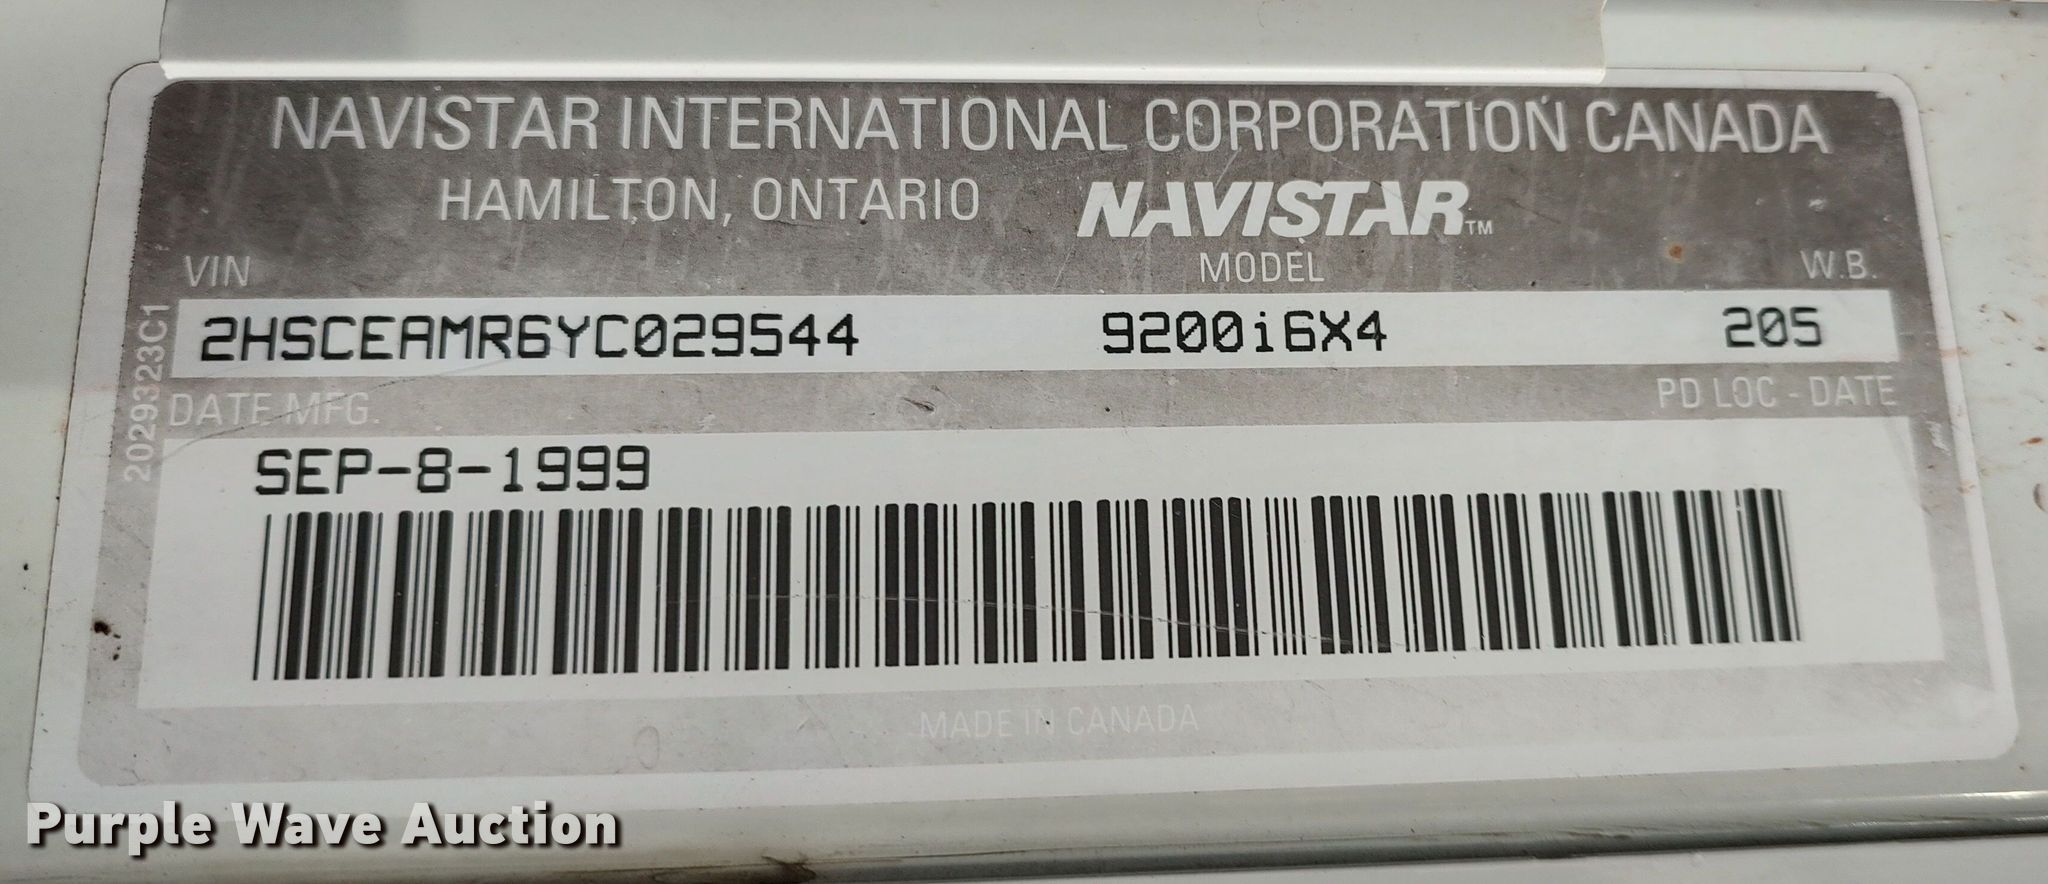 NAVISTAR INTERNATIONAL CORPORATION CANADA
HAMILTON, ONTARIO NAVISTAR™
VIN MODEL W.B.
2HSCEAMR6YC029544 9200i6X4 205
DATE MFG. PD LOC - DATE
SEP-8-1999
MADE IN CANADA
2029323C1
Purple Wave Auction